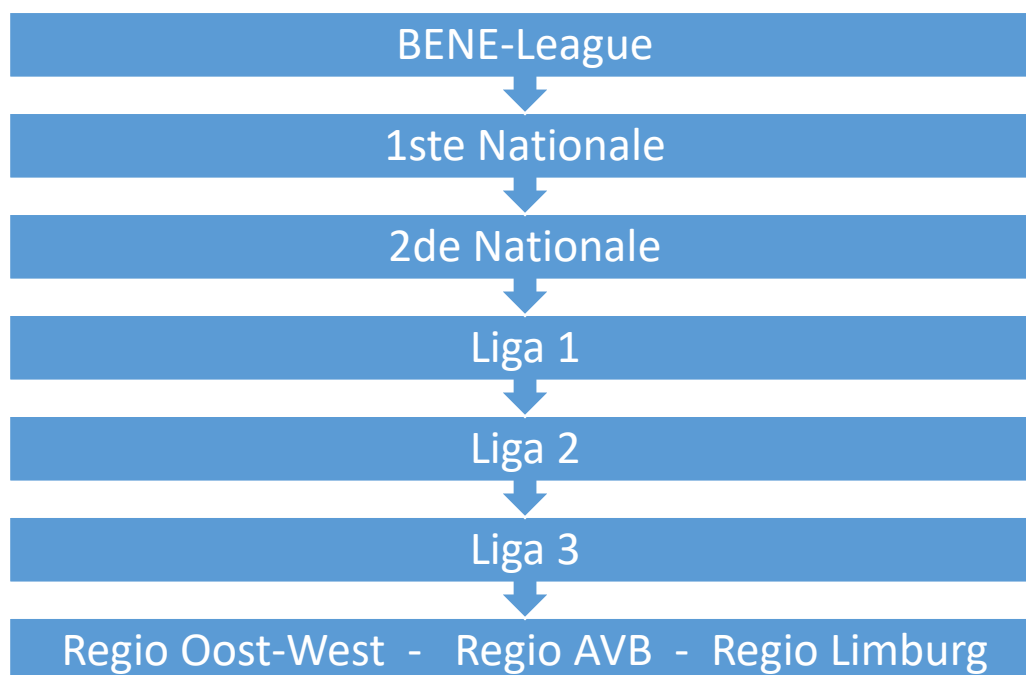 BENE-League
1ste Nationale
2de Nationale
Liga 1
Liga 2
Liga 3
Regio Oost-West - Regio AVB - Regio Limburg